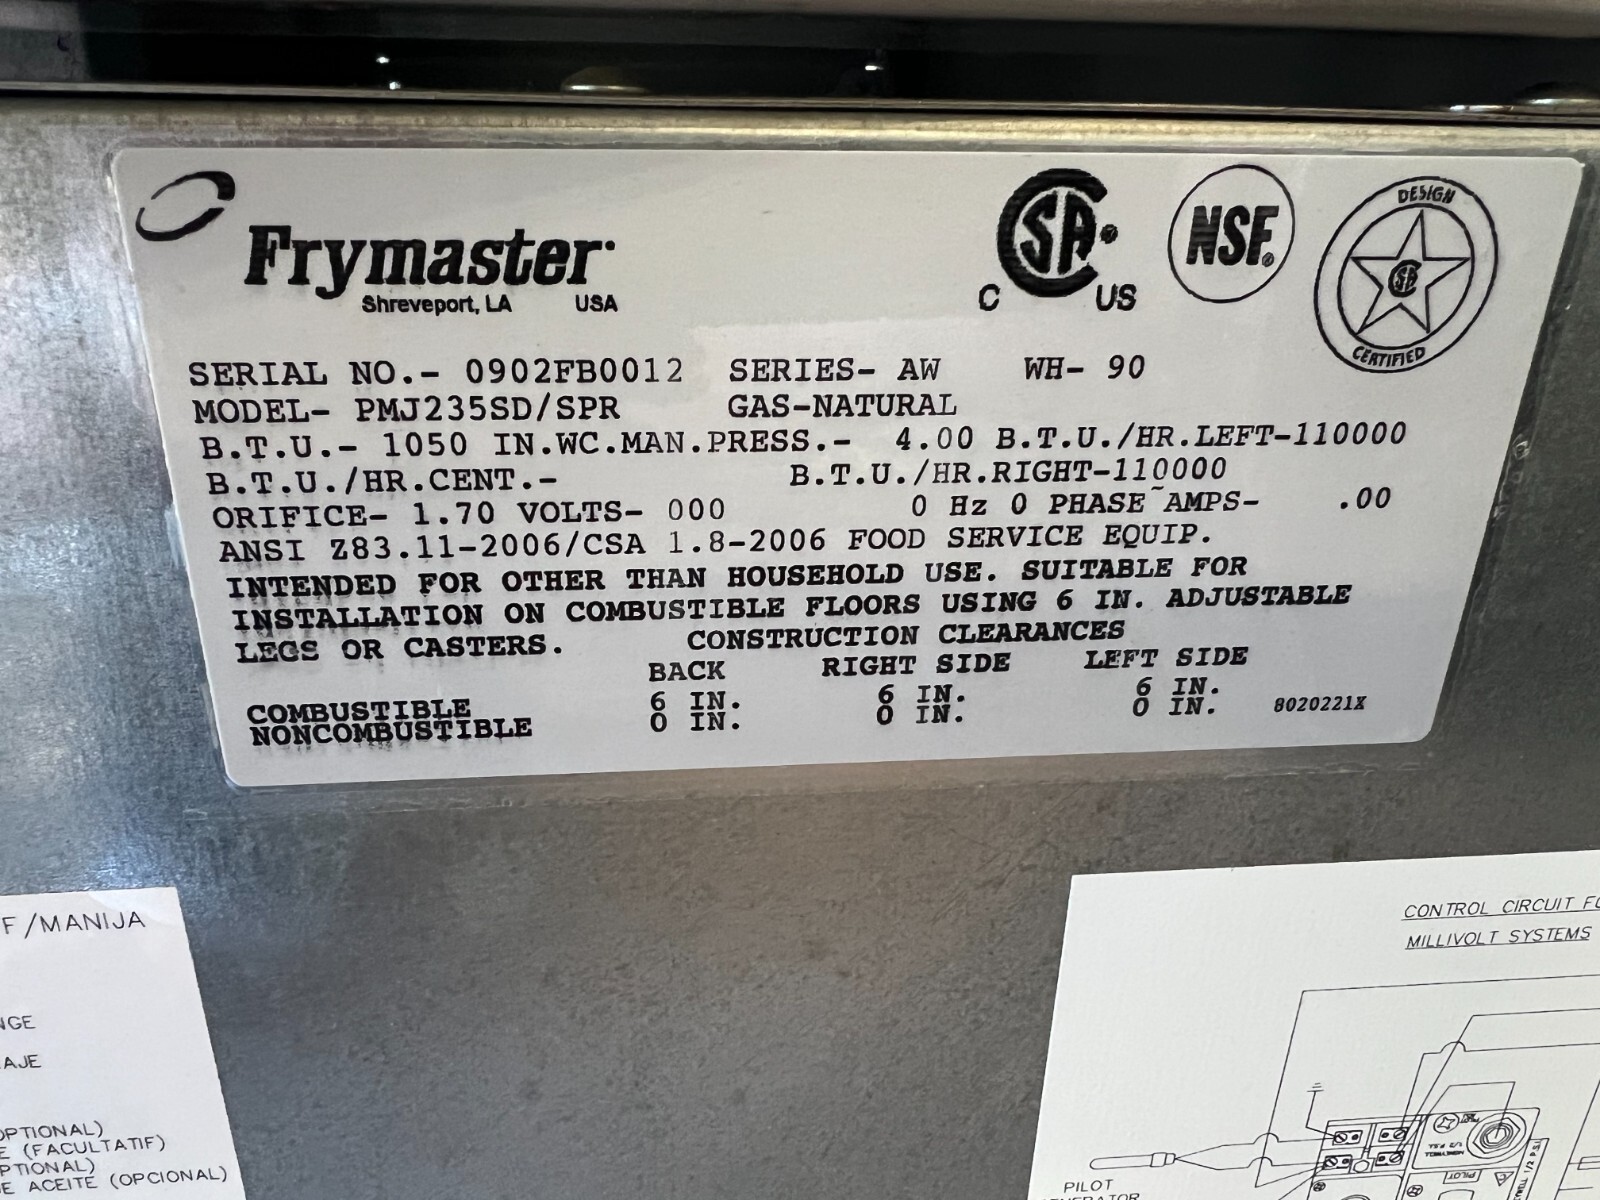 Frymaster
Shreveport, LA USA
CSA® C US
NSF®
DESIGN CSA CERTIFIED
SERIAL NO.- 0902FB0012 SERIES- AW WH- 90
MODEL- PMJ235SD/SPR GAS-NATURAL
B.T.U.- 1050 IN.WC.MAN.PRESS.- 4.00 B.T.U./HR.LEFT-110000
B.T.U./HR.CENT.- B.T.U./HR.RIGHT-110000
ORIFICE- 1.70 VOLTS- 000 0 Hz 0 PHASE~AMPS- .00
ANSI Z83.11-2006/CSA 1.8-2006 FOOD SERVICE EQUIP.
INTENDED FOR OTHER THAN HOUSEHOLD USE. SUITABLE FOR
INSTALLATION ON COMBUSTIBLE FLOORS USING 6 IN. ADJUSTABLE
LEGS OR CASTERS. CONSTRUCTION CLEARANCES
BACK RIGHT SIDE LEFT SIDE
COMBUSTIBLE 6 IN. 6 IN. 6 IN.
NONCOMBUSTIBLE 0 IN. 0 IN. 0 IN. 8020221X
F/MANIJA
AJE
(FACULTATIF)
ACEITE (OPCIONAL)
CONTROL CIRCUIT
MILLIVOLT SYSTEMS
PILOT
PILOT